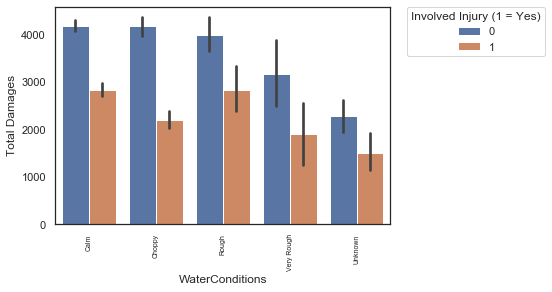 Involved Injury (1 = Yes)
0
1
Total Damages
4000
3000
2000
1000
0
Calm
Choppy
Rough
Very Rough
Unknown
WaterConditions